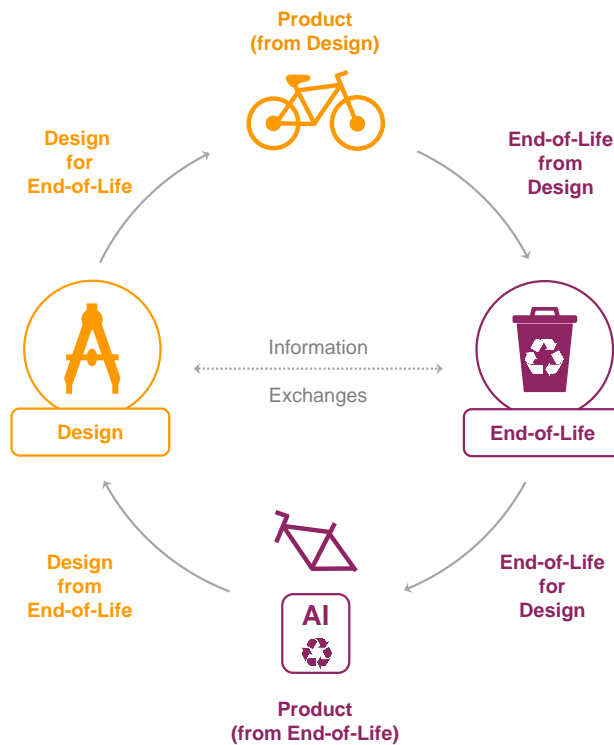 Product
(from Design)
Design
for
End-of-Life
End-of-Life
from
Design
Information
Exchanges
Design
End-of-Life
Design
from
End-of-Life
AI
End-of-Life
for
Design
Product
(from End-of-Life)